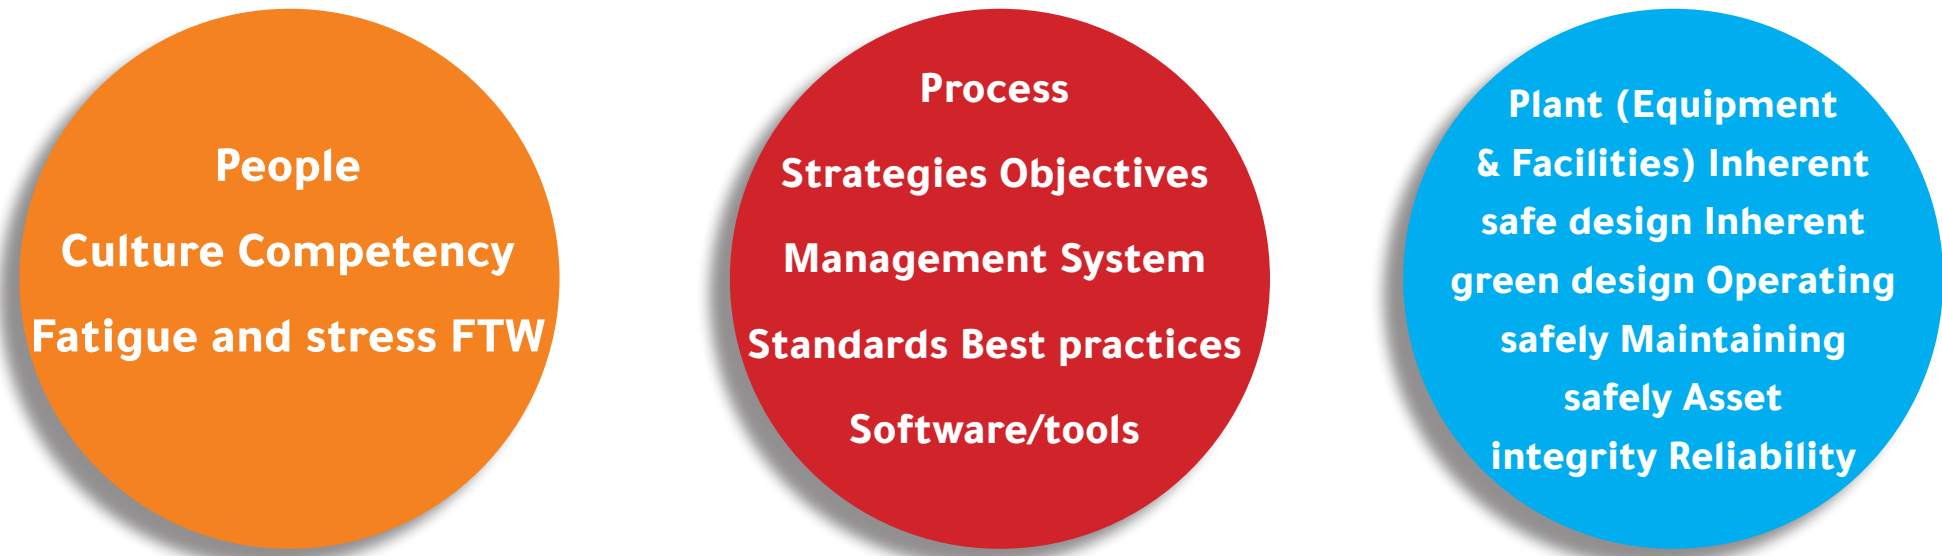 People
Culture Competency
Fatigue and stress FTW
Process
Strategies Objectives
Management System
Standards Best practices
Software/tools
Plant (Equipment
& Facilities) Inherent
safe design Inherent
green design Operating
safely Maintaining
safely Asset
integrity Reliability